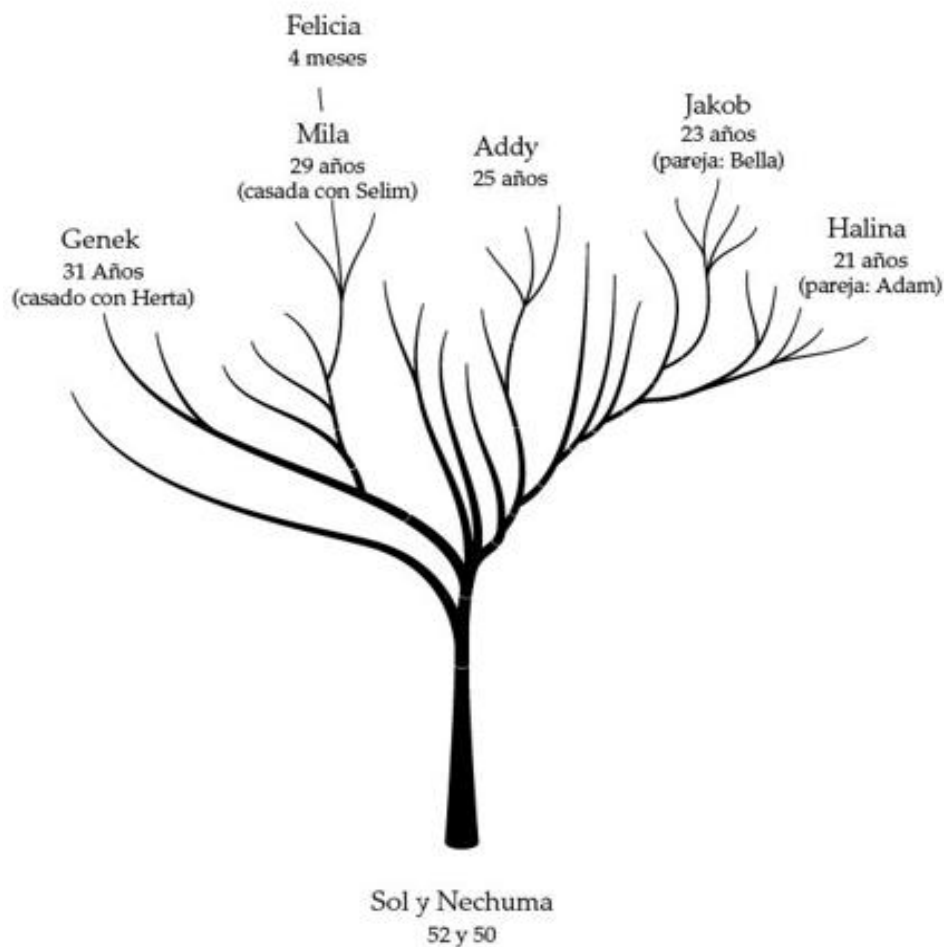 Felicia
4 meses
Mila
29 años
(casada con Selim)
Addy
25 años
Jakob
23 años
(pareja: Bella)
Genek
31 Años
(casado con Herta)
Halina
21 años
(pareja: Adam)
Sol y Nechuma
52 y 50